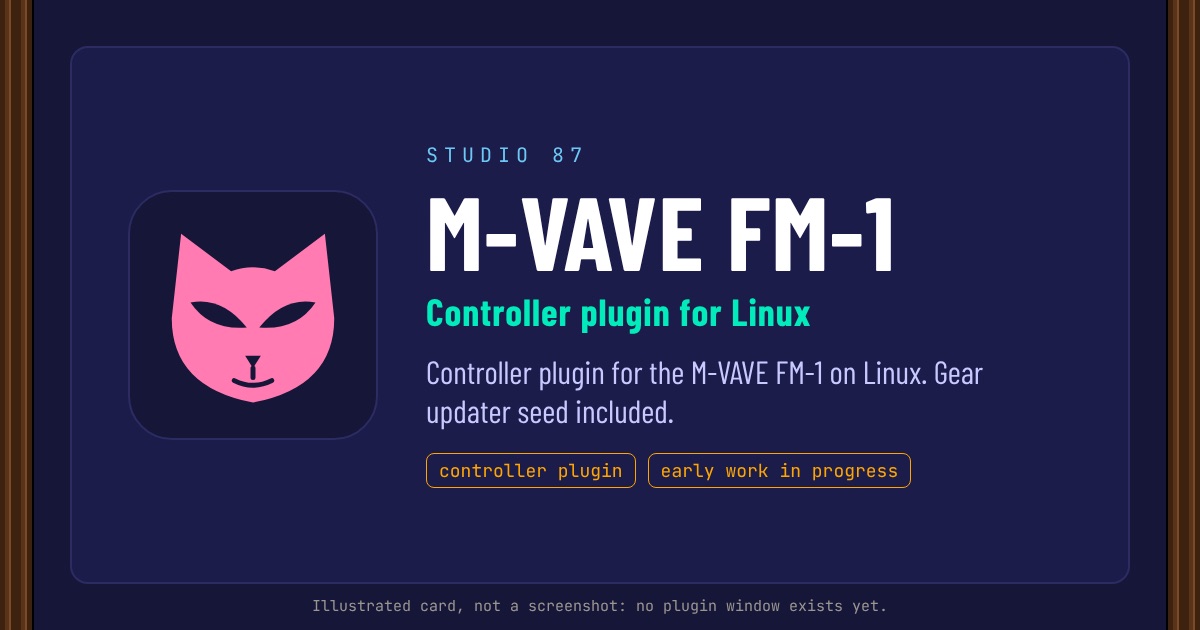 STUDIO 87
M-VAVE FM-1
Controller plugin for Linux
Controller plugin for the M-VAVE FM-1 on Linux. Gear
updater seed included.
controller plugin
early work in progress
Illustrated card, not a screenshot: no plugin window exists yet.